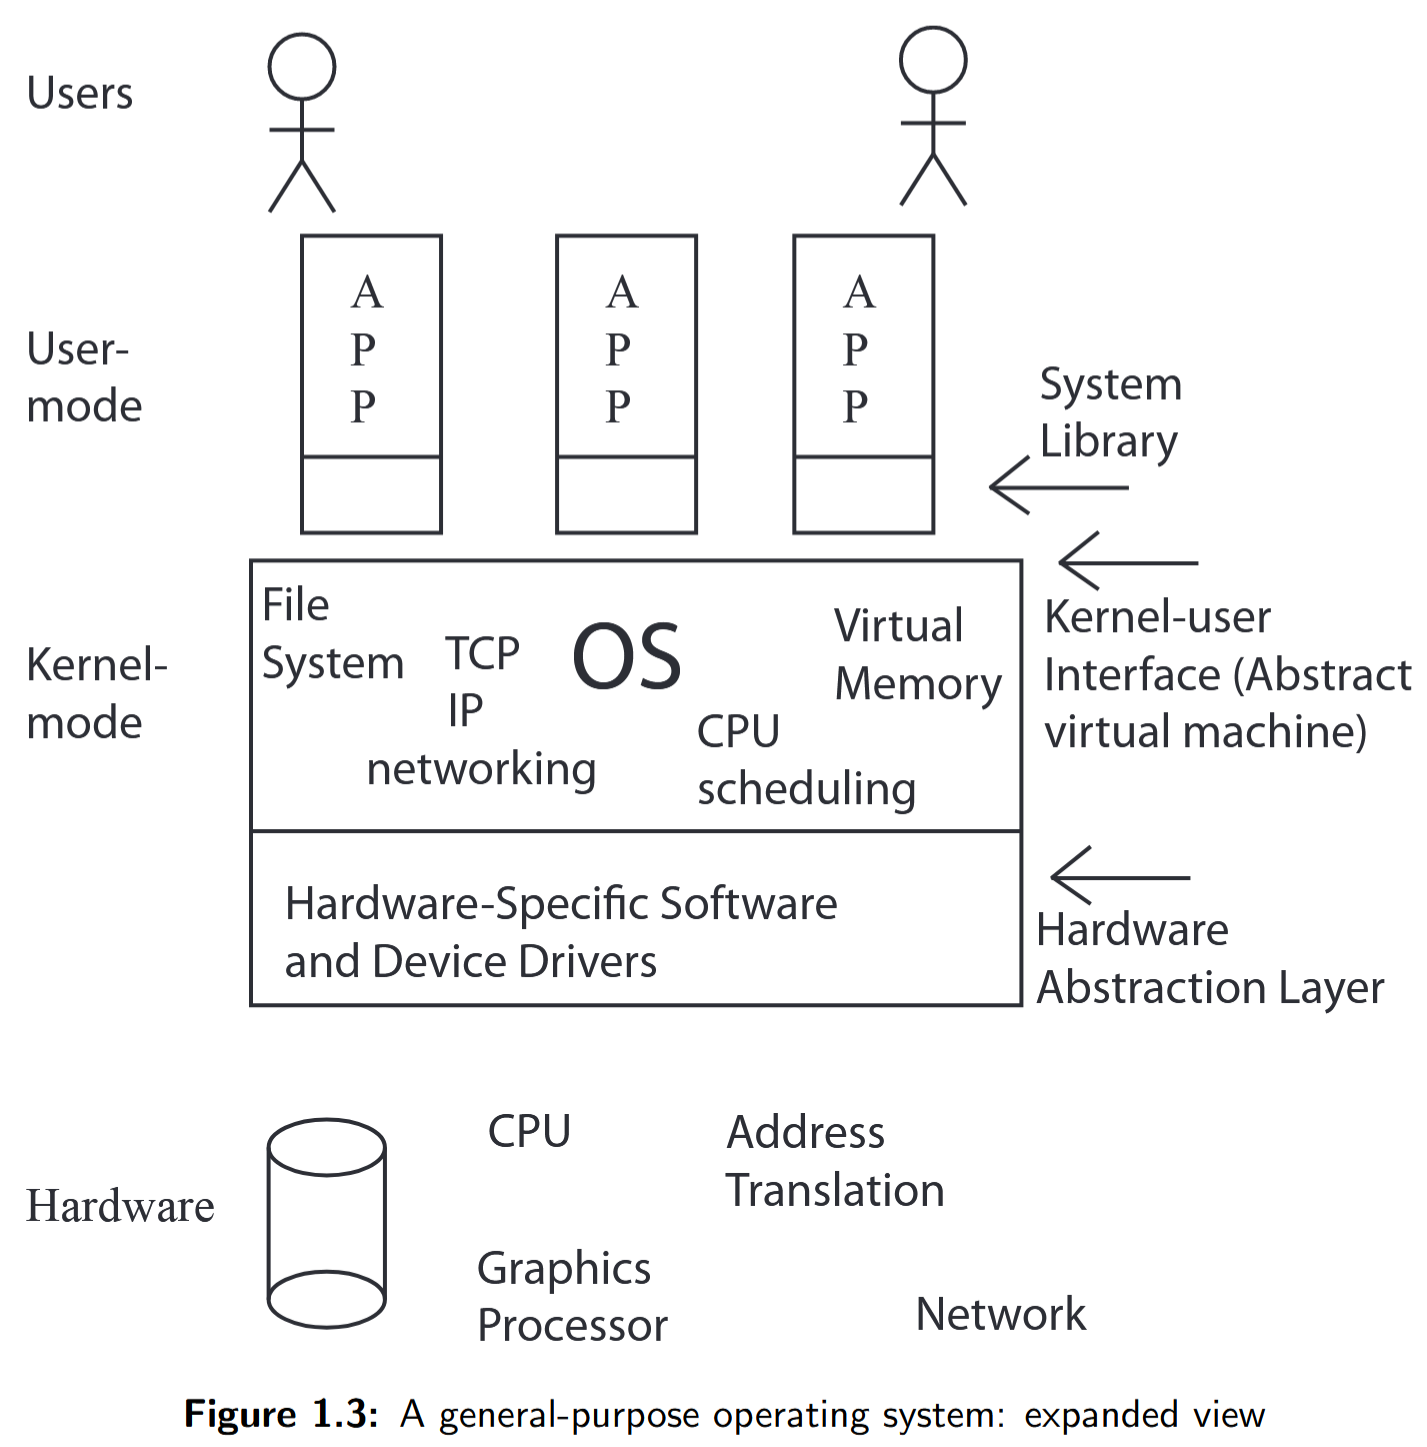 Users
A
P
P
A
P
P
A
P
P
User-
mode
System
Library
File
System
TCP
IP
networking
OS
CPU
scheduling
Virtual
Memory
Kernel-
mode
Kernel-user
Interface (Abstract
virtual machine)
Hardware-Specific Software
and Device Drivers
Hardware
Abstraction Layer
Hardware
CPU
Address
Translation
Graphics
Processor
Network
Figure 1.3: A general-purpose operating system: expanded view